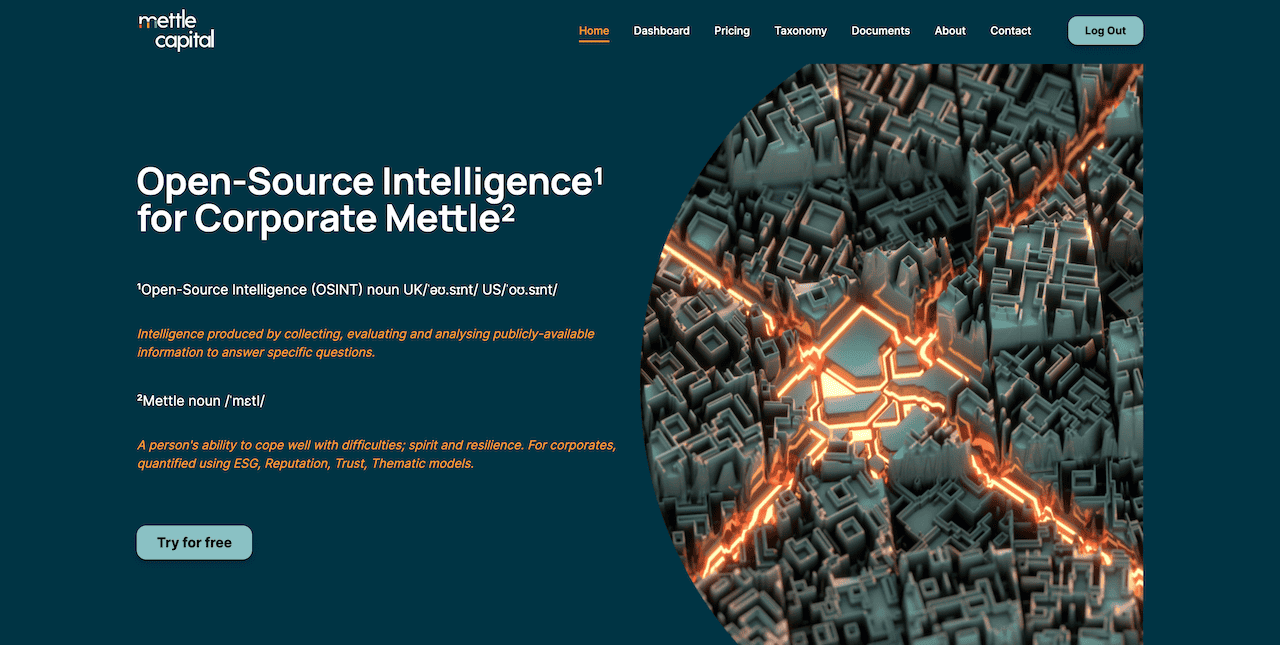 mettle
capital
Home Dashboard Pricing Taxonomy Documents About Contact Log Out
Open-Source Intelligence¹
for Corporate Mettle²
¹Open-Source Intelligence (OSINT) noun UK/ˈəʊ.sɪnt/ US/ˈoʊ.sɪnt/
Intelligence produced by collecting, evaluating and analysing publicly-available
information to answer specific questions.
²Mettle noun /ˈmɛtl/
A person's ability to cope well with difficulties; spirit and resilience. For corporates,
quantified using ESG, Reputation, Trust, Thematic models.
Try for free